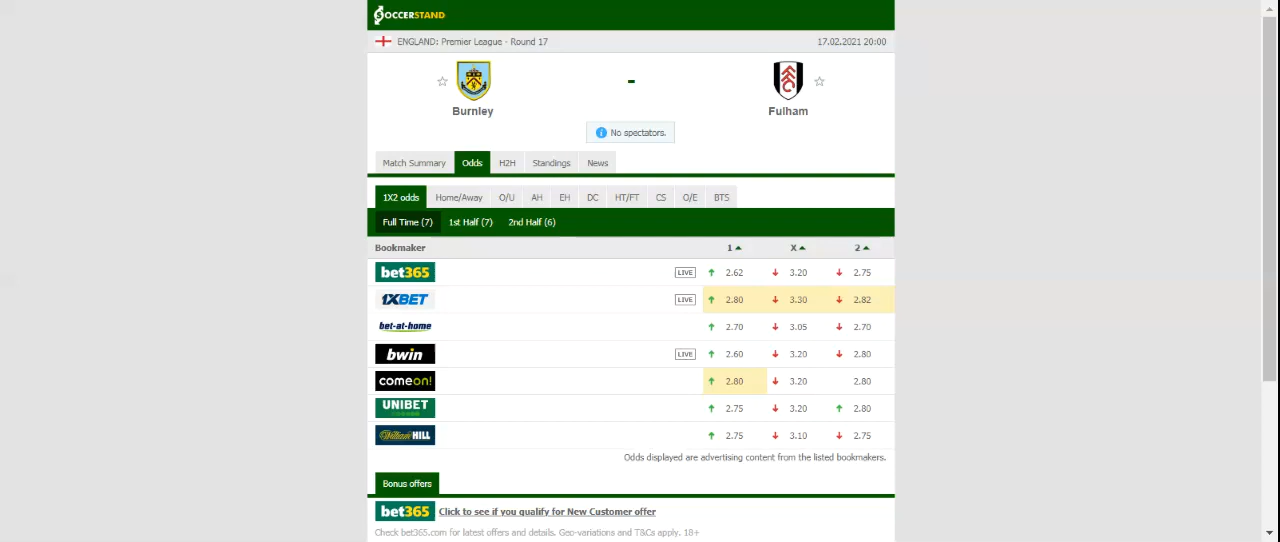 SOCCERSTAND
ENGLAND: Premier League - Round 17 17.02.2021 20:00
-
Burnley Fulham
No spectators.
Match Summary Odds H2H Standings News
1X2 odds Home/Away O/U AH EH DC HT/FT CS O/E BTS
Full Time (7) 1st Half (7) 2nd Half (6)
Bookmaker 1 X 2
bet365 LIVE 2.62 3.20 2.75
1XBET LIVE 2.80 3.30 2.82
bet-at-home 2.70 3.05 2.70
bwin LIVE 2.60 3.20 2.80
comeon! 2.80 3.20 2.80
UNIBET 2.75 3.20 2.80
William HILL 2.75 3.10 2.75
Odds displayed are advertising content from the listed bookmakers.
Bonus offers
bet365 Click to see if you qualify for New Customer offer
Check bet365.com for latest offers and details. Geo-variations and T&Cs apply. 18+